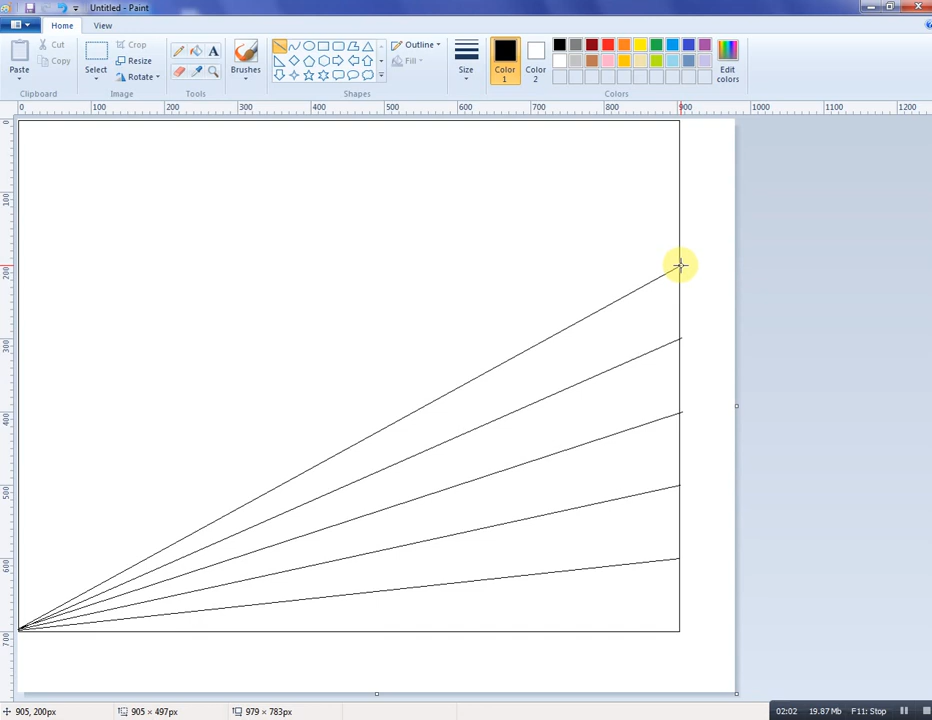 Untitled - Paint
Home View
Paste Cut Copy
Select Crop Resize Rotate
Brushes
Outline Fill
Size
Color 1
Color 2
Edit colors
Clipboard Image Tools Shapes Colors
0 100 200 300 400 500 600 700 800 900 1000 1100 1200
0
100
200
300
400
500
600
700
905, 200px 905 × 497px 979 × 783px 02:02 19.87 Mb F11: Stop